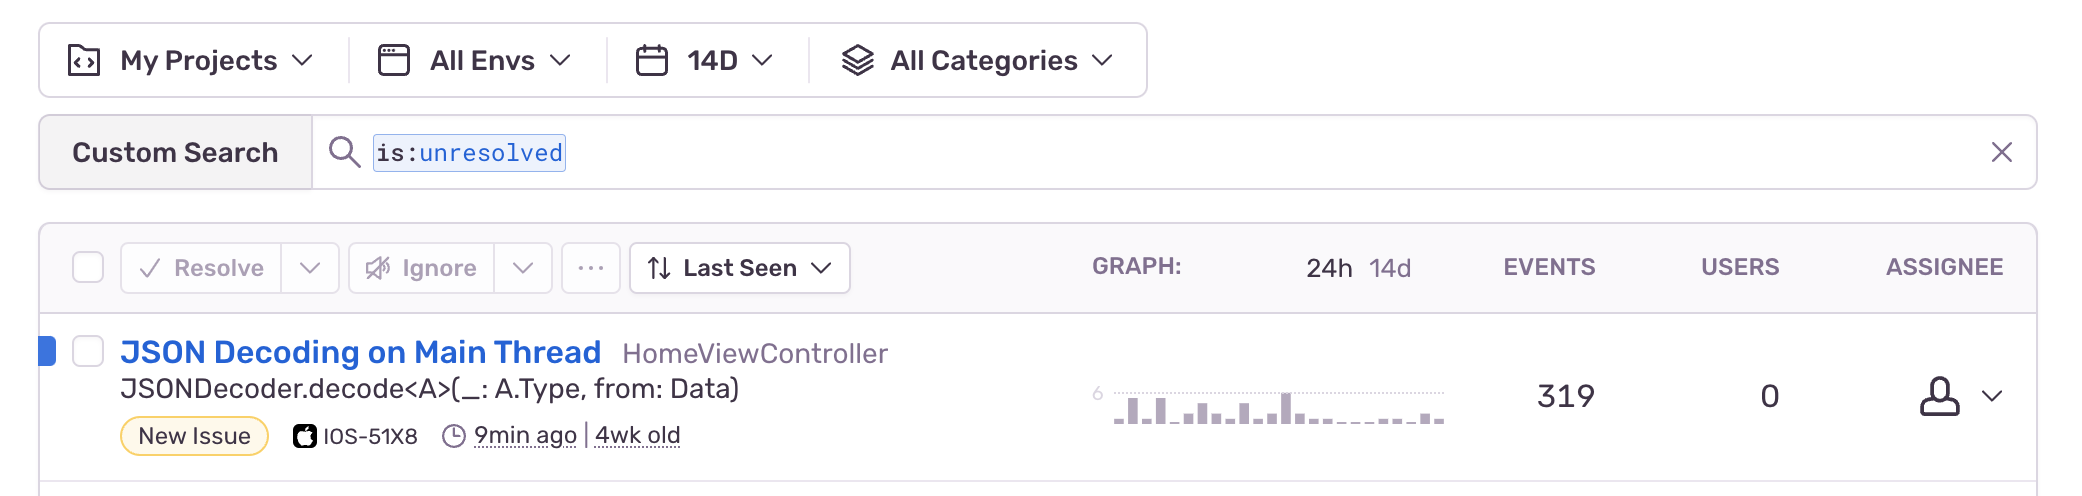 My Projects All Envs 14D All Categories
Custom Search is:unresolved
Resolve Ignore ... Last Seen GRAPH: 24h 14d EVENTS USERS ASSIGNEE
JSON Decoding on Main Thread HomeViewController
JSONDecoder.decode<A>(_: A.Type, from: Data)
6 319 0
New Issue IOS-51X8 9min ago | 4wk old